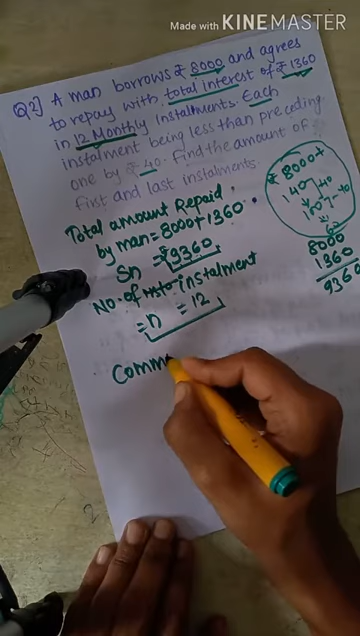 Made with KINEMASTER
Q2] A man borrows ₹ 8000 and agrees
to repay with total interest of ₹ 1360
in 12 Monthly Instalments. Each
instalment being less than preceding
one by ₹ 40. Find the amount of
first and last instalments.
Total amount Repaid
by man = 8000 + 1360
Sn = ₹9360
No. of instalment
= n = 12
Comm
₹ 8000+
8000
1360
9360